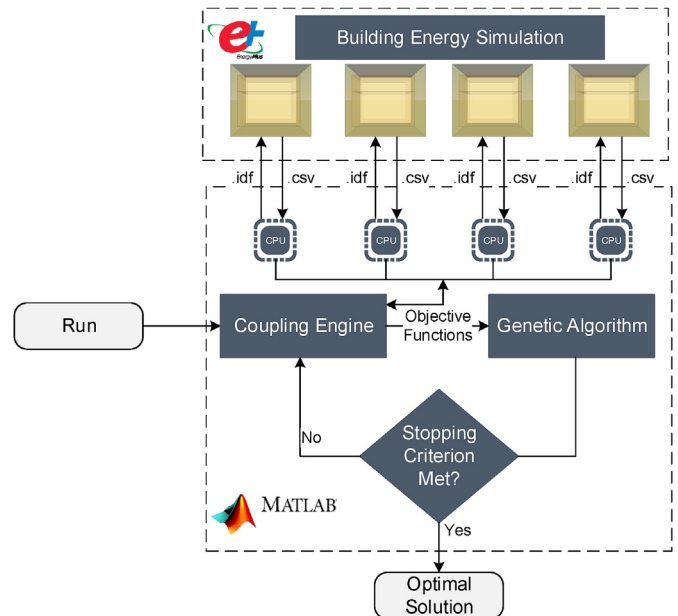 e+
EnergyPlus
Building Energy Simulation
.idf .csv .idf .csv .idf .csv .idf .csv
CPU CPU CPU CPU
Run
Coupling Engine
Objective
Functions
Genetic Algorithm
No
Stopping
Criterion
Met?
MATLAB
Yes
Optimal
Solution